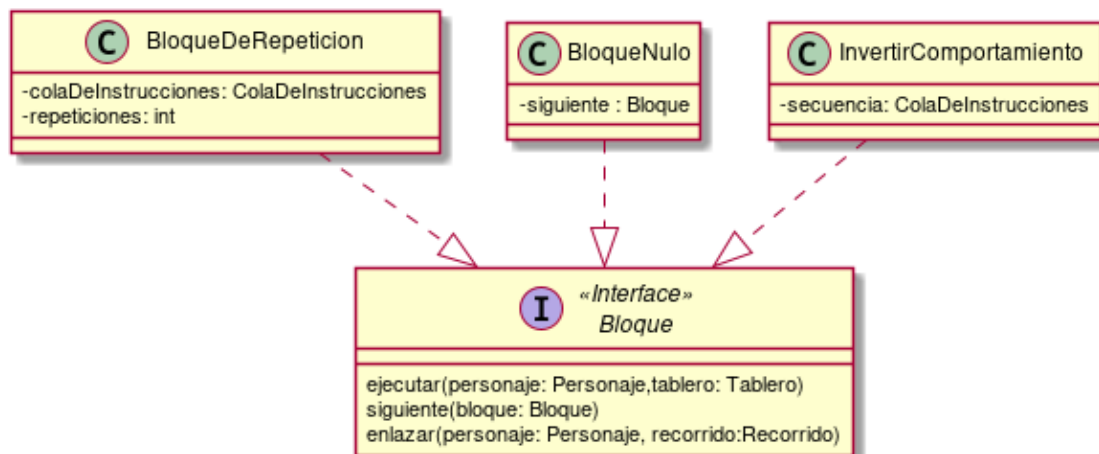 C BloqueDeRepeticion
-colaDeInstrucciones: ColaDeInstrucciones
-repeticiones: int
C BloqueNulo
-siguiente : Bloque
C InvertirComportamiento
-secuencia: ColaDeInstrucciones
I «Interface»
Bloque
ejecutar(personaje: Personaje,tablero: Tablero)
siguiente(bloque: Bloque)
enlazar(personaje: Personaje, recorrido:Recorrido)